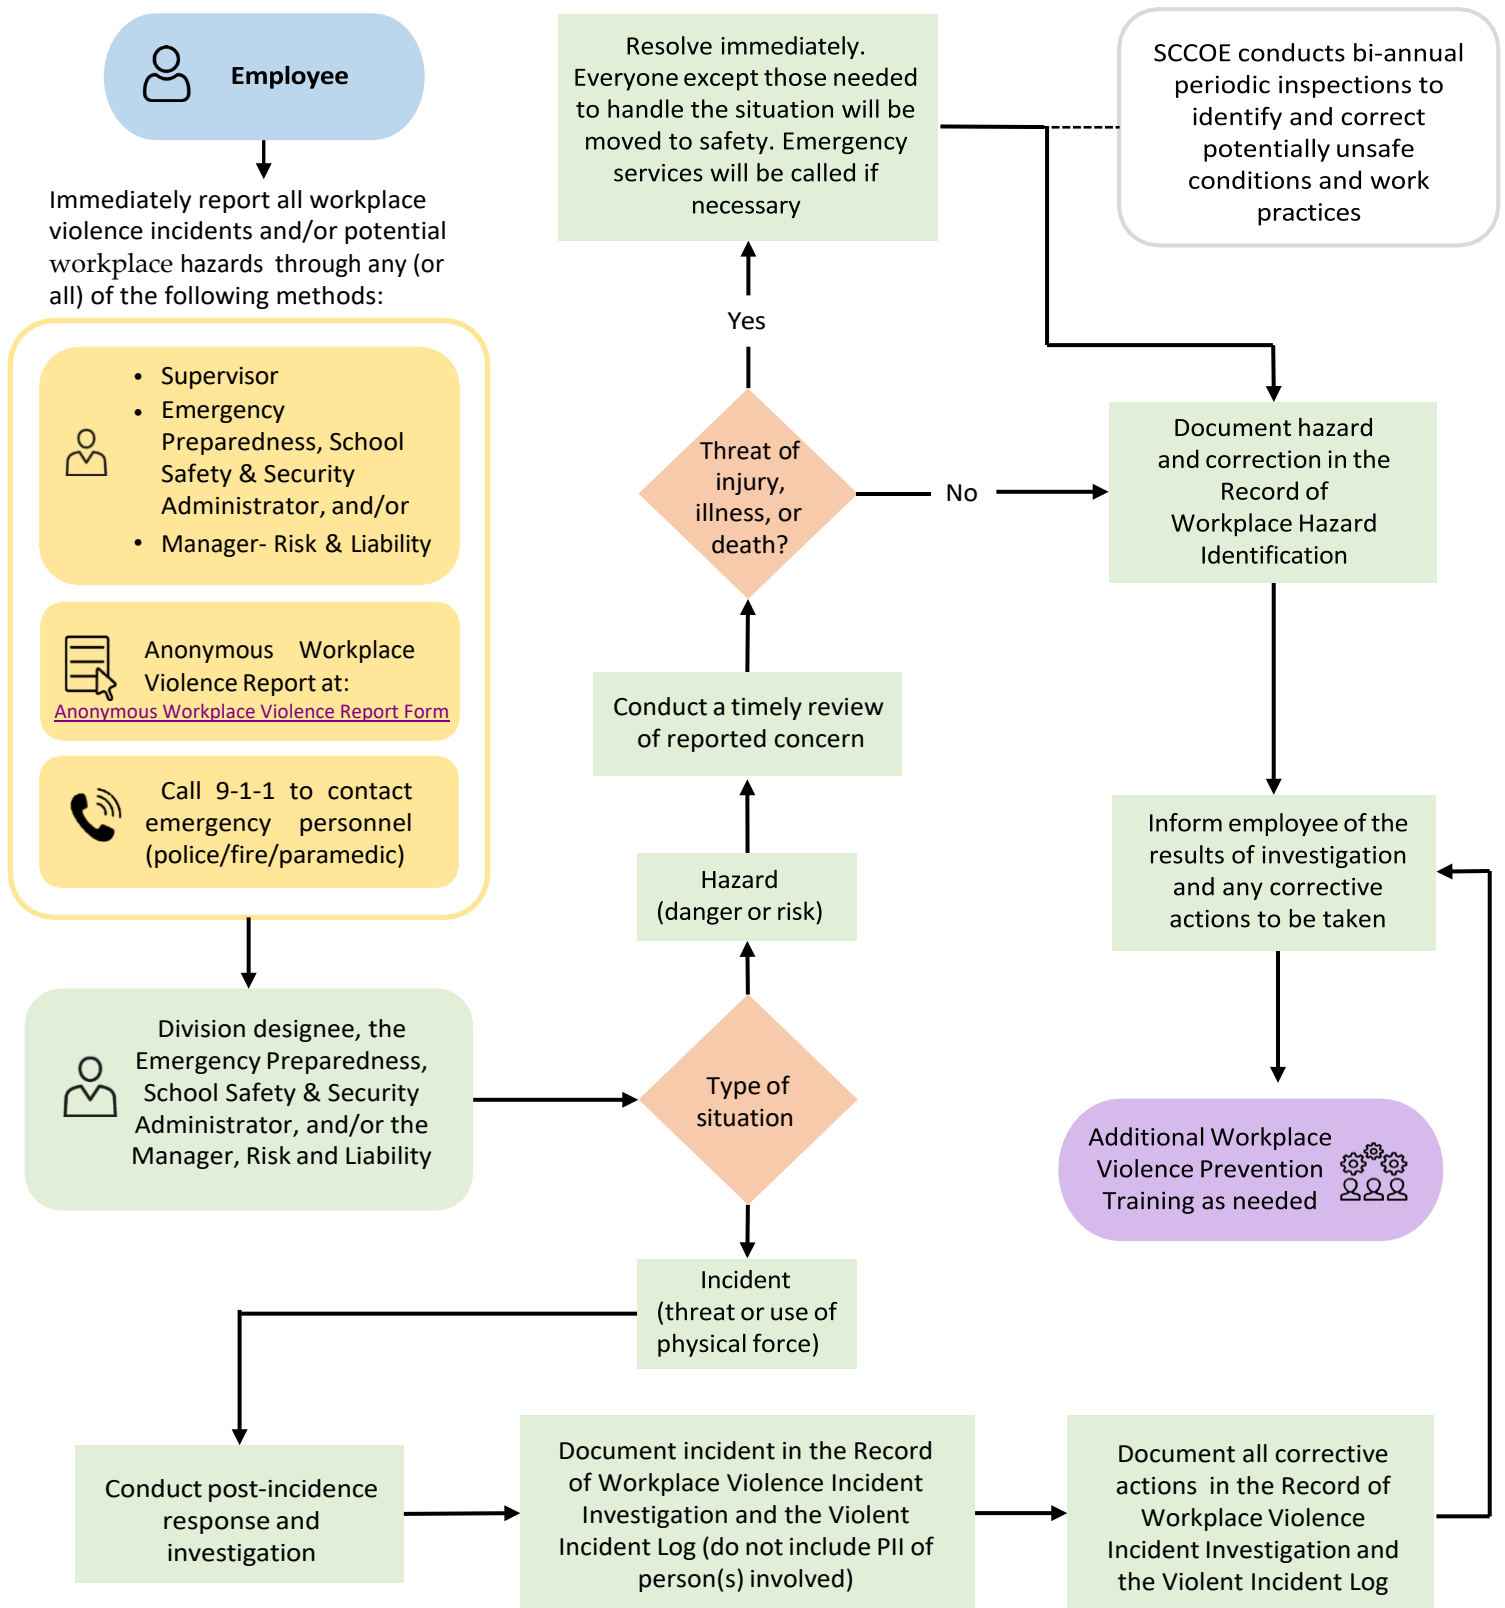 Employee
Immediately report all workplace
violence incidents and/or potential
workplace hazards through any (or
all) of the following methods:
• Supervisor
• Emergency
Preparedness, School
Safety & Security
Administrator, and/or
• Manager- Risk & Liability
Anonymous Workplace
Violence Report at:
Anonymous Workplace Violence Report Form
Call 9-1-1 to contact
emergency personnel
(police/fire/paramedic)
Division designee, the
Emergency Preparedness,
School Safety & Security
Administrator, and/or the
Manager, Risk and Liability
Type of
situation
Hazard
(danger or risk)
Conduct a timely review
of reported concern
Threat of
injury,
illness, or
death?
Yes
Resolve immediately.
Everyone except those needed
to handle the situation will be
moved to safety. Emergency
services will be called if
necessary
No
SCCOE conducts bi-annual
periodic inspections to
identify and correct
potentially unsafe
conditions and work
practices
Document hazard
and correction in the
Record of
Workplace Hazard
Identification
Inform employee of the
results of investigation
and any corrective
actions to be taken
Additional Workplace
Violence Prevention
Training as needed
Incident
(threat or use of
physical force)
Conduct post-incidence
response and
investigation
Document incident in the Record
of Workplace Violence Incident
Investigation and the Violent
Incident Log (do not include PII of
person(s) involved)
Document all corrective
actions in the Record of
Workplace Violence
Incident Investigation and
the Violent Incident Log